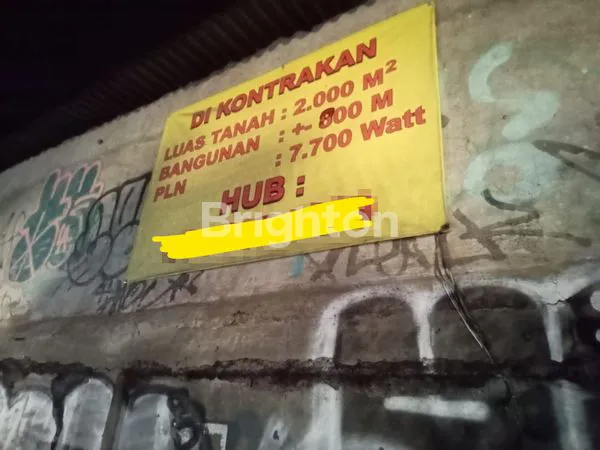 DI KONTRAKAN
LUAS TANAH : 2.000 M²
BANGUNAN : +- 800 M
PLN : 7.700 Watt
HUB :
Brighton